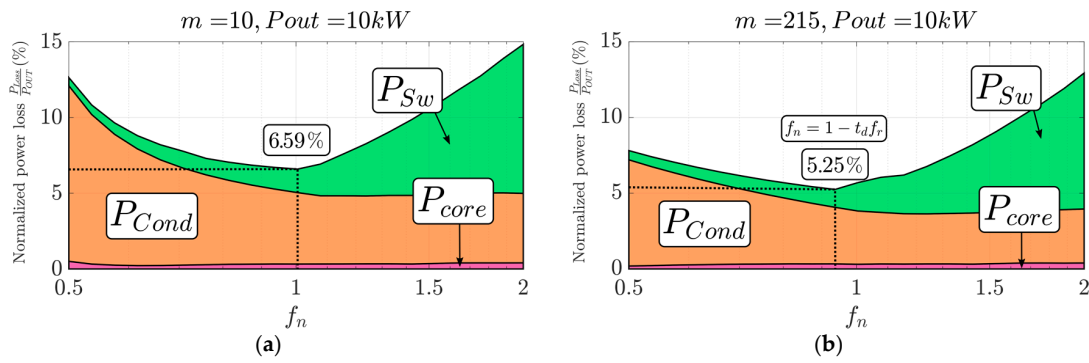 m =10, Pout =10kW
Normalized power loss P_Loss/P_OUT (%)
15
10
5
0
P_Sw
6.59%
P_Cond
P_core
0.5
1
1.5
2
f_n
(a)
m =215, Pout =10kW
Normalized power loss P_Loss/P_OUT (%)
15
10
5
0
P_Sw
f_n = 1 − t_d f_r
5.25%
P_Cond
P_core
0.5
1
1.5
2
f_n
(b)